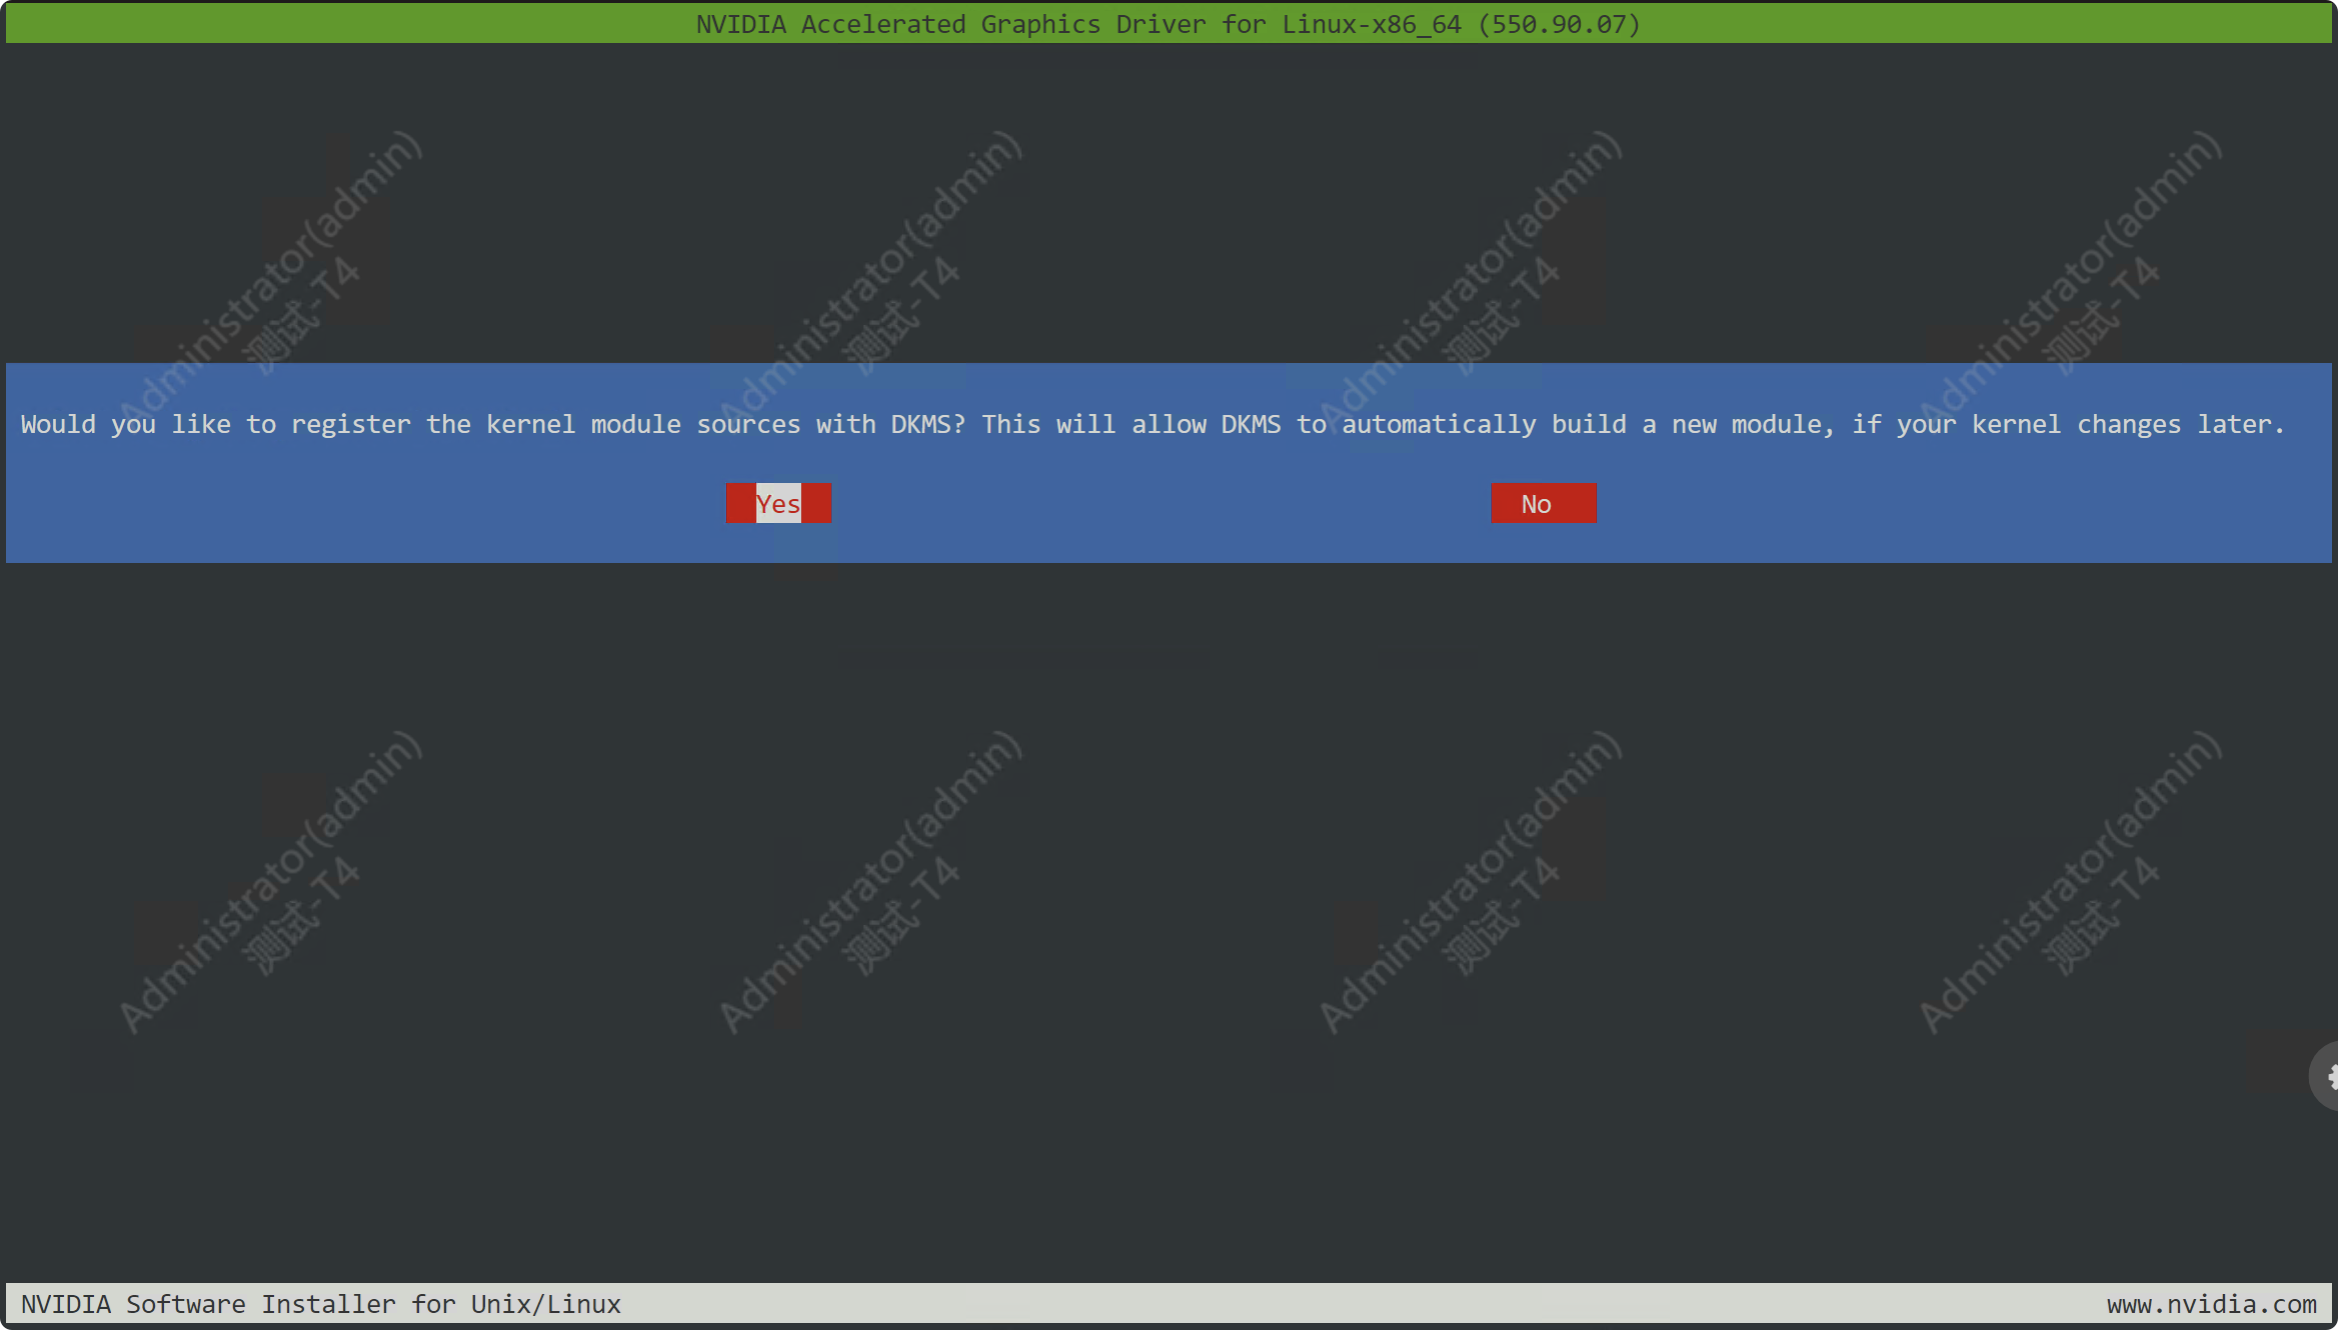 NVIDIA Accelerated Graphics Driver for Linux-x86_64 (550.90.07)
Administrator(admin)
测试-T4
Administrator(admin)
测试-T4
Administrator(admin)
测试-T4
Administrator(admin)
测试-T4
Would you like to register the kernel module sources with DKMS? This will allow DKMS to automatically build a new module, if your kernel changes later.
Yes
No
Administrator(admin)
测试-T4
Administrator(admin)
测试-T4
Administrator(admin)
测试-T4
Administrator(admin)
测试-T4
NVIDIA Software Installer for Unix/Linux
www.nvidia.com